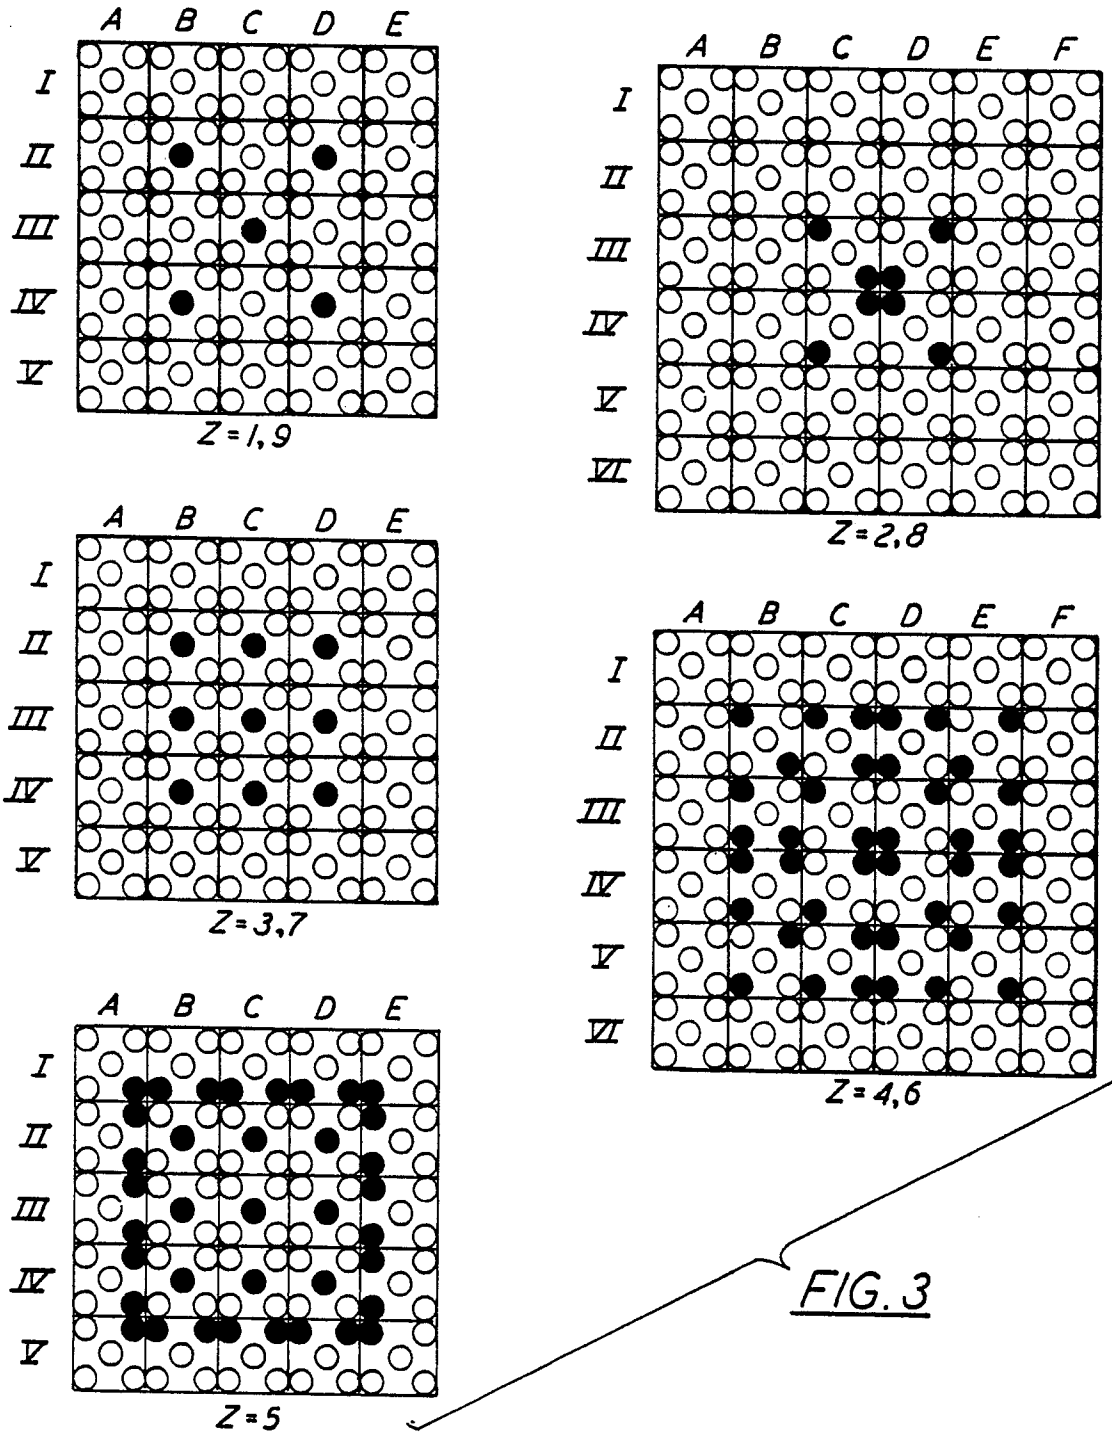 A B C D E
I
II
III
IV
V
Z=1,9
A B C D E F
I
II
III
IV
V
VI
Z=2,8
A B C D E
I
II
III
IV
V
Z=3,7
A B C D E F
I
II
III
IV
V
VI
Z=4,6
A B C D E
I
II
III
IV
V
Z=5
FIG. 3